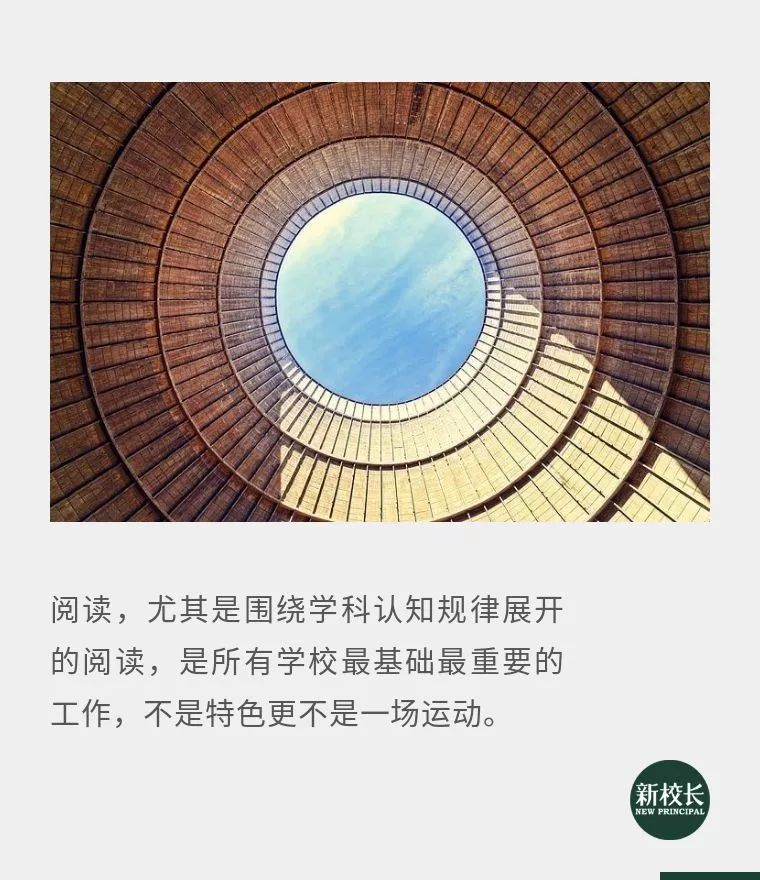 阅读，尤其是围绕学科认知规律展开
的阅读，是所有学校最基础最重要的
工作，不是特色更不是一场运动。
新校长
NEW PRINCIPAL